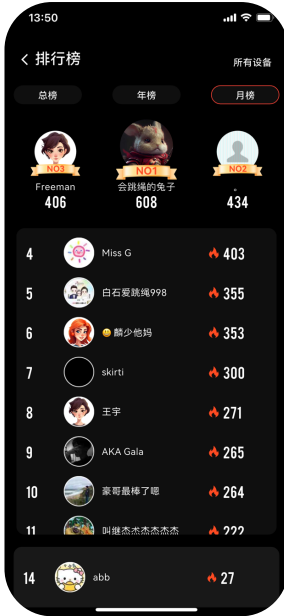 13:50
排行榜
所有设备
总榜 年榜 月榜
NO3 NO1 NO2
Freeman 会跳绳的兔子 。
406 608 434
4 Miss G 403
5 白石爱跳绳998 355
6 😃 麟少他妈 353
7 skirti 300
8 王宇 271
9 AKA Gala 265
10 豪哥最棒了嗯 264
11 叫继杰杰杰杰杰杰 222
14 abb 27